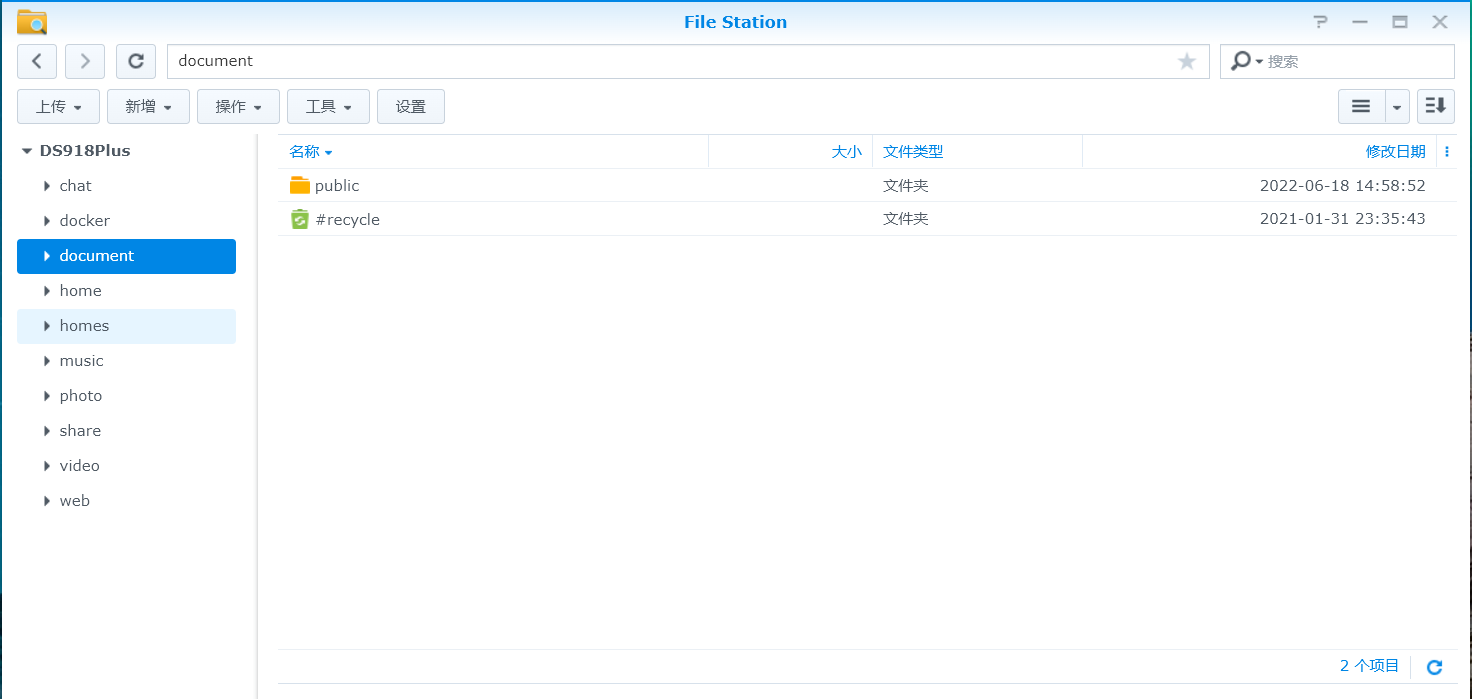 File Station
document
搜索
上传 新增 操作 工具 设置
DS918Plus
chat
docker
document
home
homes
music
photo
share
video
web
名称 大小 文件类型 修改日期
public 文件夹 2022-06-18 14:58:52
#recycle 文件夹 2021-01-31 23:35:43
2 个项目